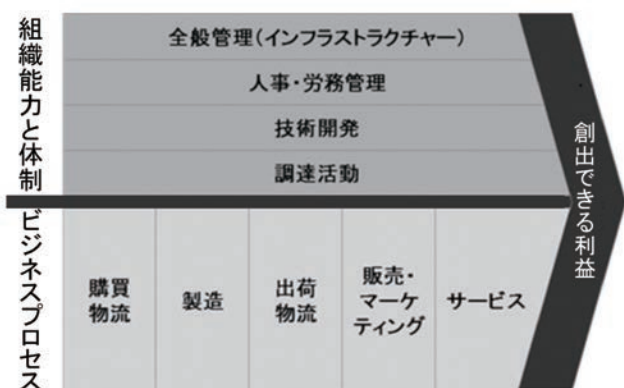 組織能力と体制
全般管理(インフラストラクチャー)
人事・労務管理
技術開発
調達活動
ビジネスプロセス
購買
物流
製造
出荷
物流
販売・
マーケ
ティング
サービス
創出できる利益